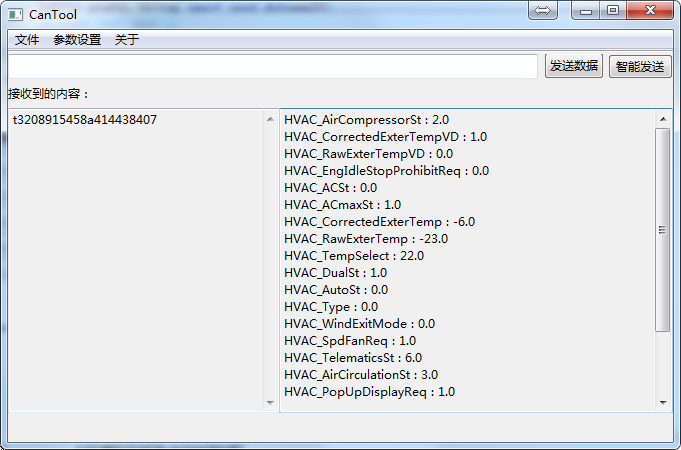 CanTool
文件 参数设置 关于
发送数据 智能发送
接收到的内容：
t3208915458a414438407
HVAC_AirCompressorSt : 2.0
HVAC_CorrectedExterTempVD : 1.0
HVAC_RawExterTempVD : 0.0
HVAC_EngIdleStopProhibitReq : 0.0
HVAC_ACSt : 0.0
HVAC_ACmaxSt : 1.0
HVAC_CorrectedExterTemp : -6.0
HVAC_RawExterTemp : -23.0
HVAC_TempSelect : 22.0
HVAC_DualSt : 1.0
HVAC_AutoSt : 0.0
HVAC_Type : 0.0
HVAC_WindExitMode : 0.0
HVAC_SpdFanReq : 1.0
HVAC_TelematicsSt : 6.0
HVAC_AirCirculationSt : 3.0
HVAC_PopUpDisplayReq : 1.0